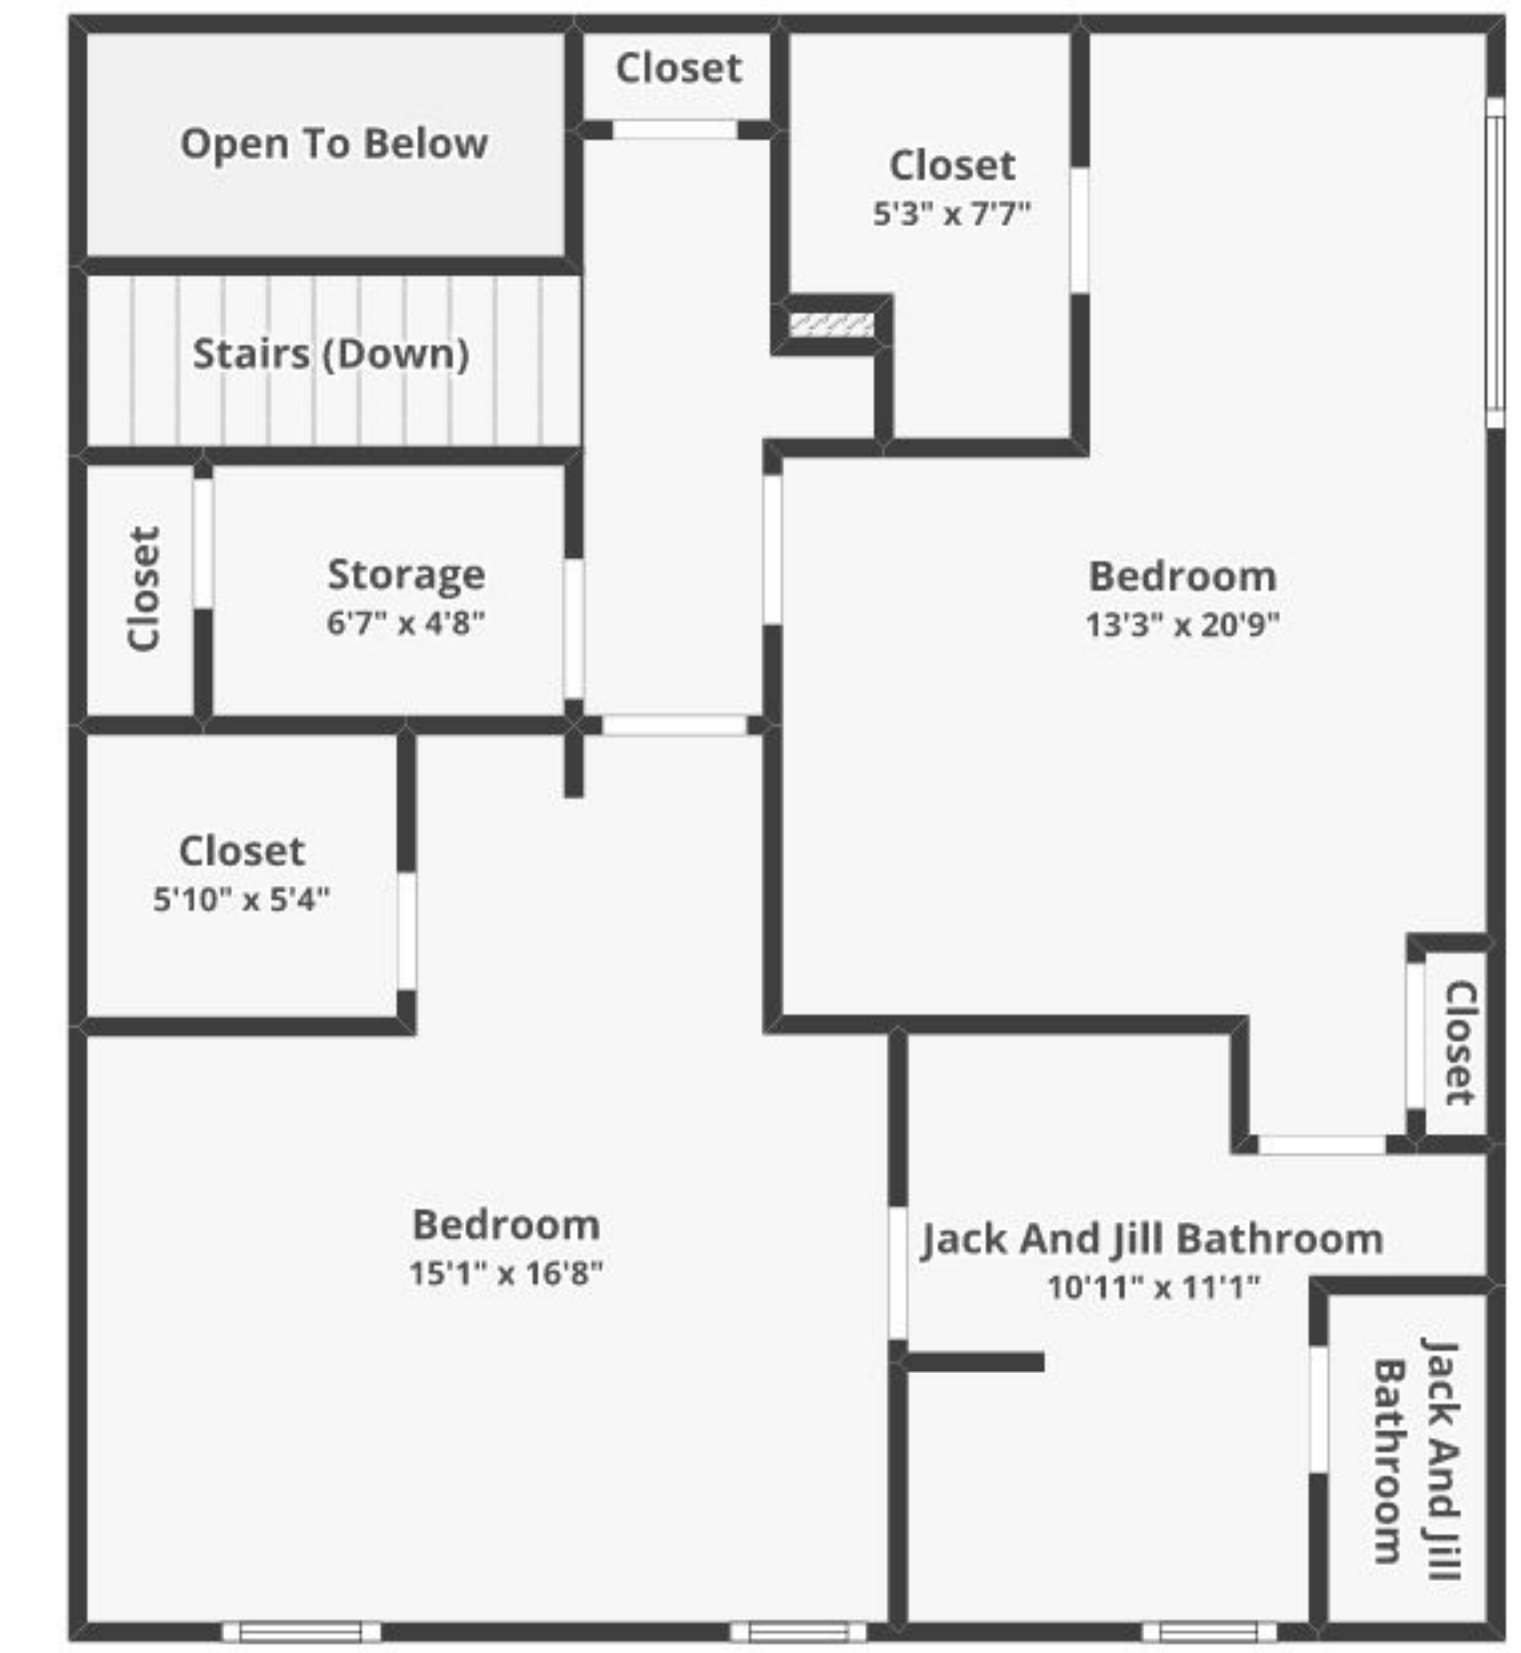 Closet
Open To Below
Closet
5'3" x 7'7"
Stairs (Down)
Closet
Storage
6'7" x 4'8"
Bedroom
13'3" x 20'9"
Closet
5'10" x 5'4"
Closet
Bedroom
15'1" x 16'8"
Jack And Jill Bathroom
10'11" x 11'1"
Jack And Jill
Bathroom